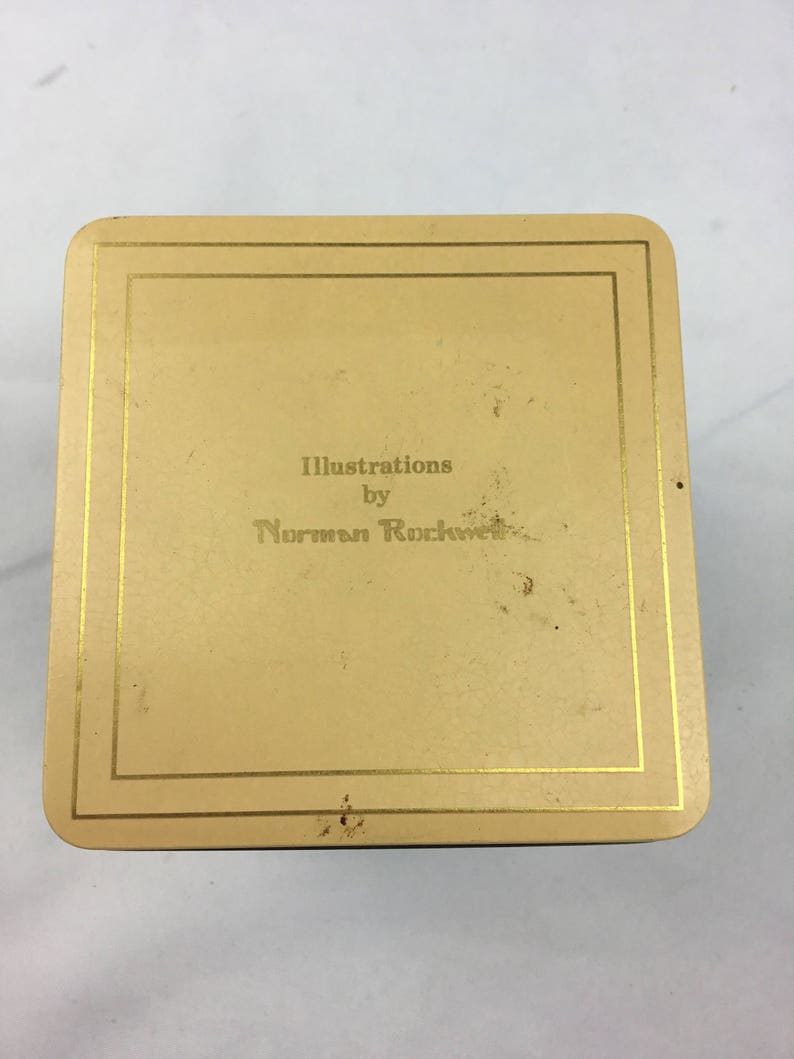 Illustrations
by
Norman Rockwell